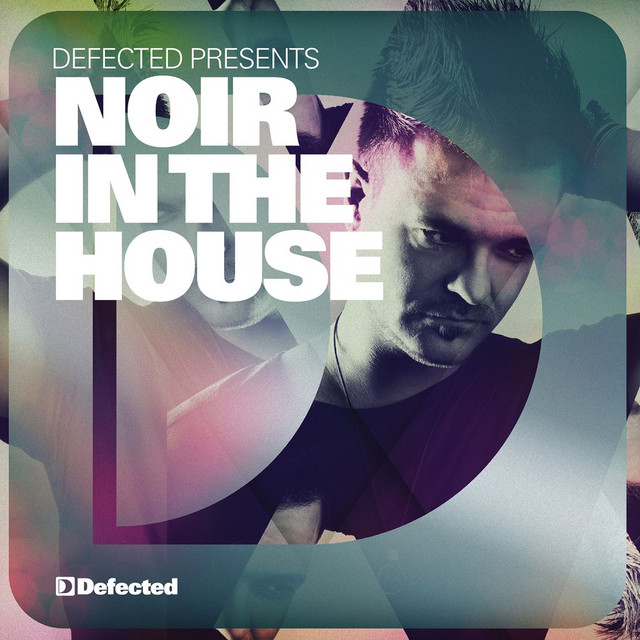 DEFECTED PRESENTS
NOIR
IN THE
HOUSE
Defected